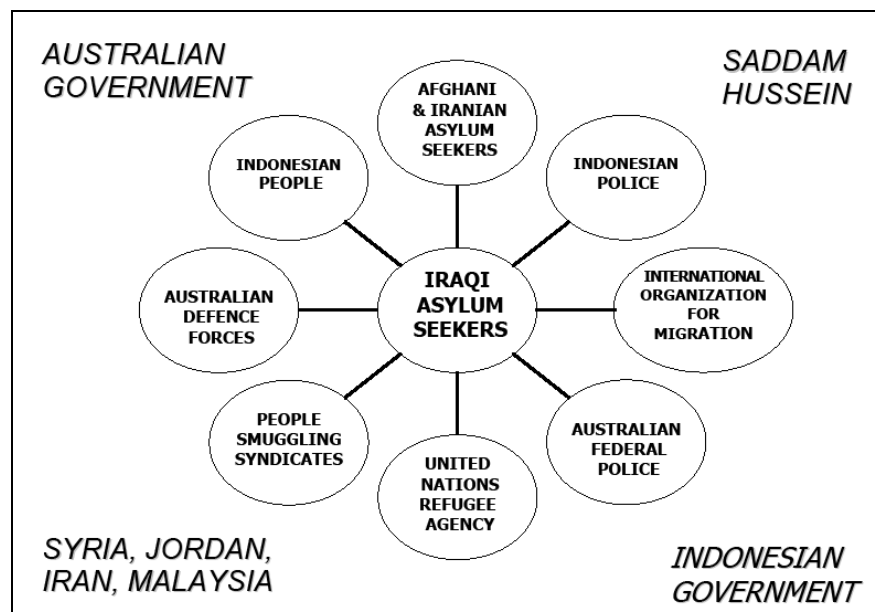 AUSTRALIAN
GOVERNMENT
SADDAM
HUSSEIN
AFGHANI
& IRANIAN
ASYLUM
SEEKERS
INDONESIAN
PEOPLE
INDONESIAN
POLICE
AUSTRALIAN
DEFENCE
FORCES
IRAQI
ASYLUM
SEEKERS
INTERNATIONAL
ORGANIZATION
FOR
MIGRATION
PEOPLE
SMUGGLING
SYNDICATES
UNITED
NATIONS
REFUGEE
AGENCY
AUSTRALIAN
FEDERAL
POLICE
SYRIA, JORDAN,
IRAN, MALAYSIA
INDONESIAN
GOVERNMENT